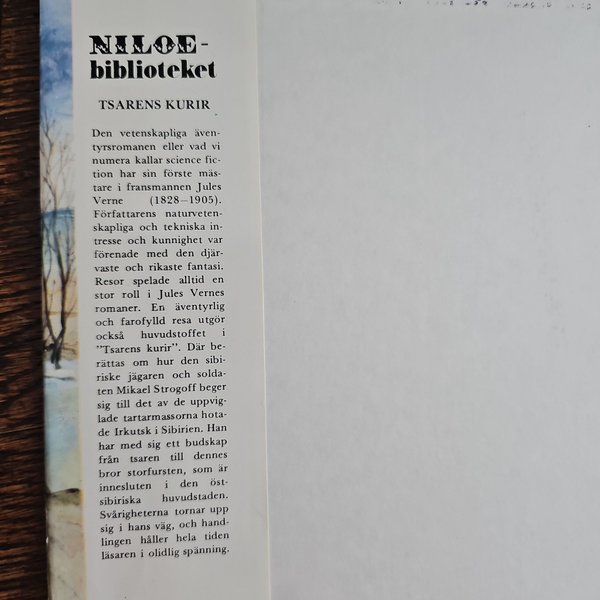 NILOE-
biblioteket
TSARENS KURIR
Den vetenskapliga även-
tyrsromanen eller vad vi
numera kallar science fic-
tion har sin förste mäs-
tare i fransmannen Jules
Verne (1828–1905).
Författarens naturveten-
skapliga och tekniska in-
tresse och kunnighet var
förenade med den djär-
vaste och rikaste fantasi.
Resor spelade alltid en
stor roll i Jules Vernes
romaner. En äventyrlig
och farofylld resa utgör
också huvudstoffet i
"Tsarens kurir". Där be-
rättas om hur den sibi-
riske jägaren och solda-
ten Mikael Strogoff beger
sig till det av de uppvig-
lade tartarmassorna hota-
de Irkutsk i Sibirien. Han
har med sig ett budskap
från tsaren till dennes
bror storfursten, som är
innesluten i den öst-
sibiriska huvudstaden.
Svårigheterna tornar upp
sig i hans väg, och hand-
lingen håller hela tiden
läsaren i olidlig spänning.